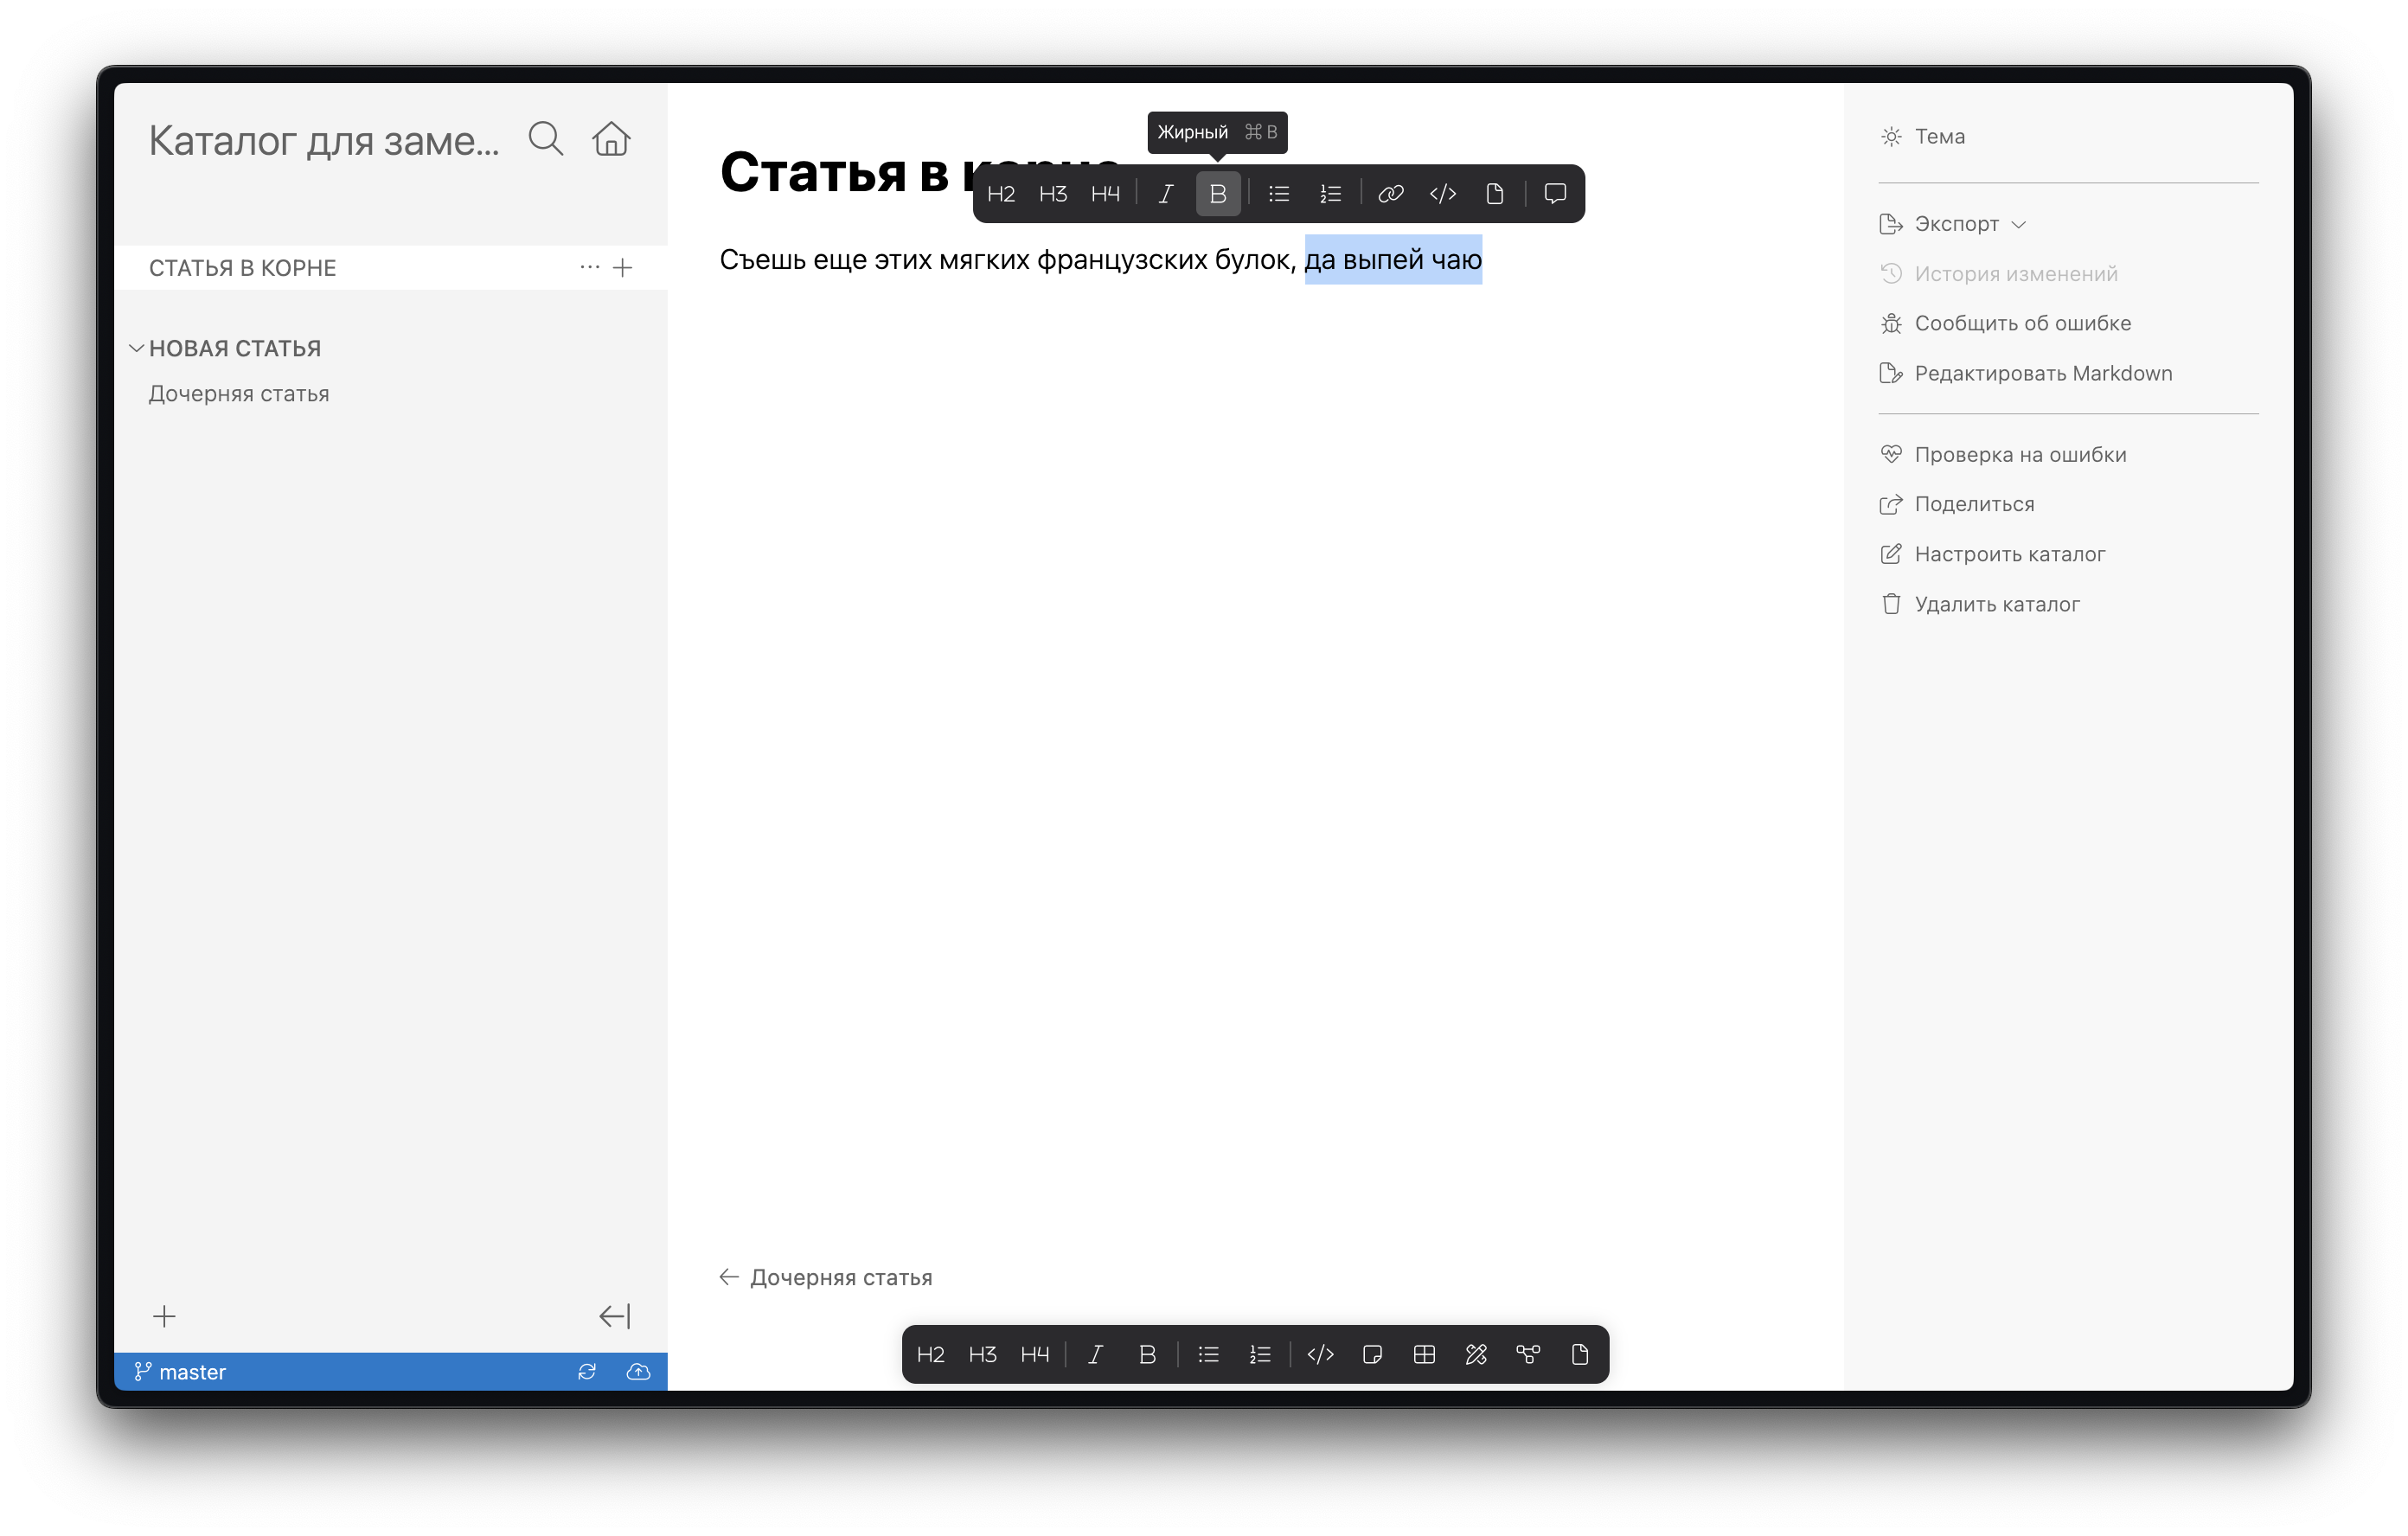 Каталог для заме...
СТАТЬЯ В КОРНЕ
НОВАЯ СТАТЬЯ
Дочерняя статья
master
Жирный ⌘ B
Статья в
H2 H3 H4 I B
Съешь еще этих мягких французских булок, да выпей чаю
← Дочерняя статья
H2 H3 H4 I B
Тема
Экспорт
История изменений
Сообщить об ошибке
Редактировать Markdown
Проверка на ошибки
Поделиться
Настроить каталог
Удалить каталог